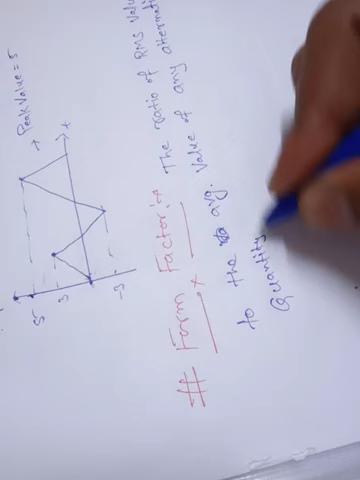 → Peak Value = 5
5
3
-3
t
# Form Factor :- The ratio of RMS Value
to the avg. Value of any alternat
Quantity